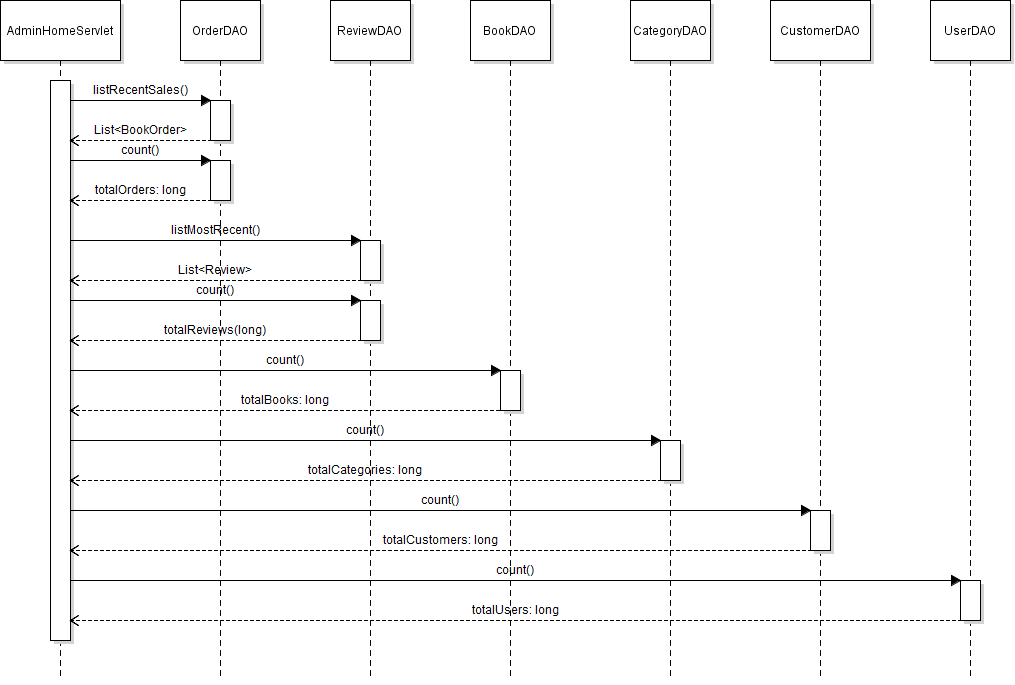 AdminHomeServlet
OrderDAO
ReviewDAO
BookDAO
CategoryDAO
CustomerDAO
UserDAO
listRecentSales()
List<BookOrder>
count()
totalOrders: long
listMostRecent()
List<Review>
count()
totalReviews(long)
count()
totalBooks: long
count()
totalCategories: long
count()
totalCustomers: long
count()
totalUsers: long